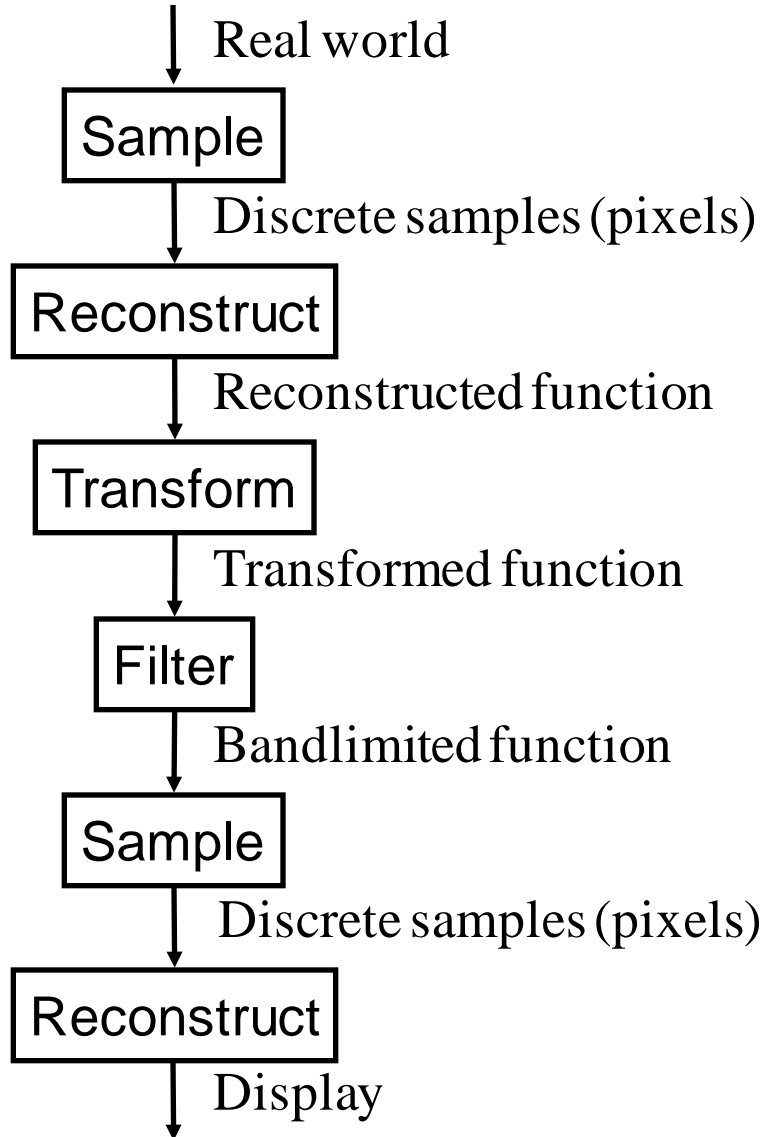 Real world
Sample
Discrete samples (pixels)
Reconstruct
Reconstructed function
Transform
Transformed function
Filter
Bandlimited function
Sample
Discrete samples (pixels)
Reconstruct
Display